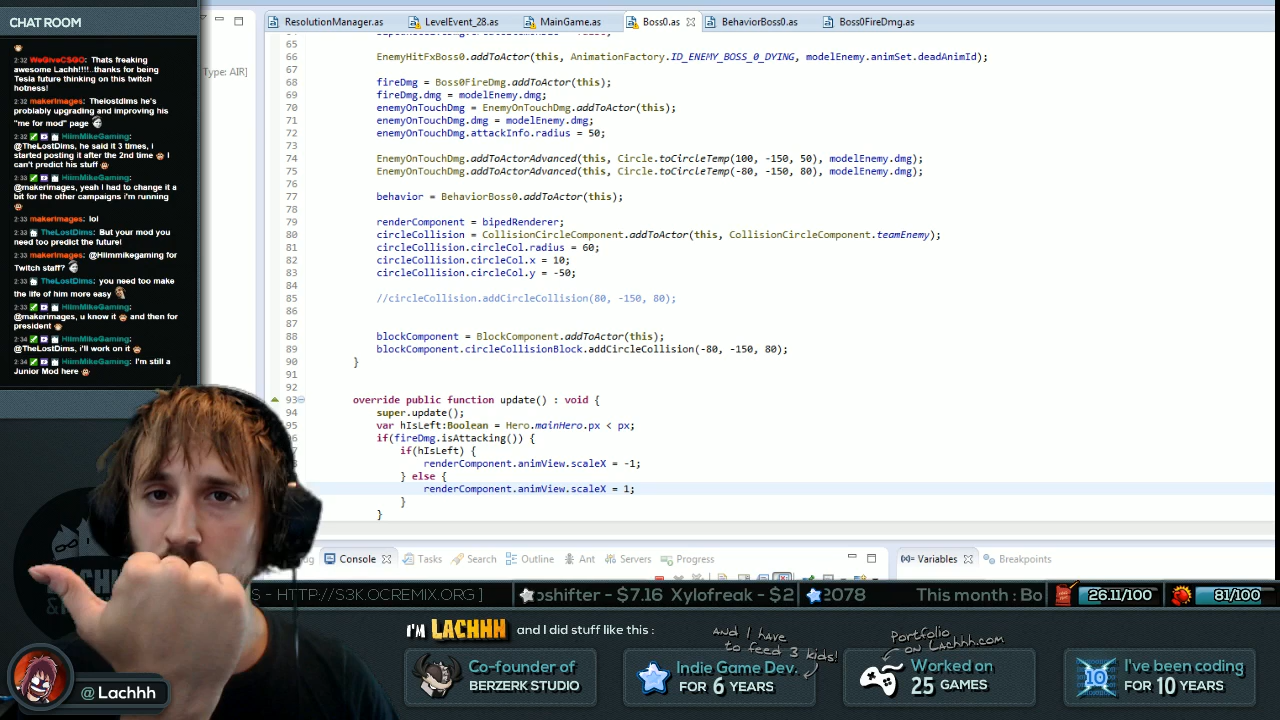 CHAT ROOM
2:32 WeGiveCSGO: Thats freaking
awesome Lachh!!!!..thanks for being
Tesla future thinking on this twitch
hotness!
2:32 makerimages: Thelostdims he's
problably upgrading and improving his
"me for mod" page
2:32 HiimMikeGaming:
@TheLostDims, he said it 3 times, i
started posting it after the 2nd time I
can't predict his stuff
2:33 HiimMikeGaming:
@makerimages, yeah I had to change it a
bit for the other campaigns i'm running
2:33 makerimages: lol
2:33 TheLostDims: But your mod you
need too predict the future!
2:33 makerimages: @Hiimmikegaming for
Twitch staff?
2:33 TheLostDims: you need too make
the life of him more easy
2:33 HiimMikeGaming:
@makerimages, u know it and then for
president
2:34 HiimMikeGaming:
@TheLostDims, i'll work on it
2:34 HiimMikeGaming: I'm still a
Junior Mod here
Type: AIR]
ResolutionManager.as LevelEvent_28.as MainGame.as Boss0.as BehaviorBoss0.as Boss0FireDmg.as
65
66 EnemyHitFxBoss0.addToActor(this, AnimationFactory.ID_ENEMY_BOSS_0_DYING, modelEnemy.animSet.deadAnimId);
67
68 fireDmg = Boss0FireDmg.addToActor(this);
69 fireDmg.dmg = modelEnemy.dmg;
70 enemyOnTouchDmg = EnemyOnTouchDmg.addToActor(this);
71 enemyOnTouchDmg.dmg = modelEnemy.dmg;
72 enemyOnTouchDmg.attackInfo.radius = 50;
73
74 EnemyOnTouchDmg.addToActorAdvanced(this, Circle.toCircleTemp(100, -150, 50), modelEnemy.dmg);
75 EnemyOnTouchDmg.addToActorAdvanced(this, Circle.toCircleTemp(-80, -150, 80), modelEnemy.dmg);
76
77 behavior = BehaviorBoss0.addToActor(this);
78
79 renderComponent = bipedRenderer;
80 circleCollision = CollisionCircleComponent.addToActor(this, CollisionCircleComponent.teamEnemy);
81 circleCollision.circleCol.radius = 60;
82 circleCollision.circleCol.x = 10;
83 circleCollision.circleCol.y = -50;
84
85 //circleCollision.addCircleCollision(80, -150, 80);
86
87
88 blockComponent = BlockComponent.addToActor(this);
89 blockComponent.circleCollisionBlock.addCircleCollision(-80, -150, 80);
90 }
91
92
93 override public function update() : void {
94 super.update();
95 var hIsLeft:Boolean = Hero.mainHero.px < px;
96 if(fireDmg.isAttacking()) {
if(hIsLeft) {
renderComponent.animView.scaleX = -1;
} else {
renderComponent.animView.scaleX = 1;
}
}
Console Tasks Search Outline Ant Servers Progress
(x)= Variables Breakpoints
S - HTTP://S3K.OCREMIX.ORG ] oshifter - $7.16 Xylofreak - $2 2078 This month : Bo 26.11/100 81/100
I'M LACHHH and I did stuff like this :
And I have
to feed 3 kids!
Portfolio
on Lachhh.com
@Lachhh
Co-founder of
BERZERK STUDIO
Indie Game Dev.
FOR 6 YEARS
Worked on
25 GAMES
10
I've been coding
FOR 10 YEARS